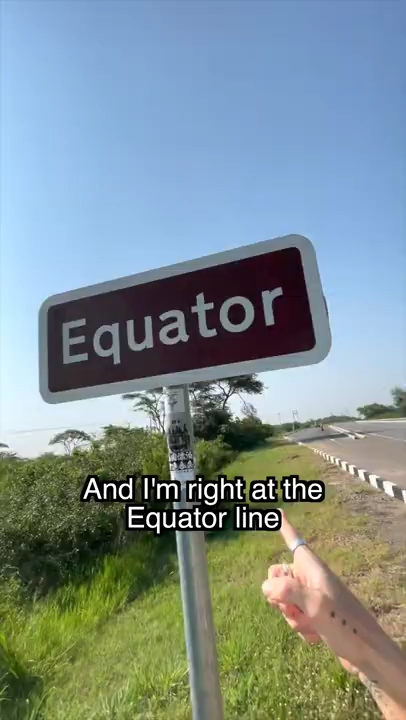 Equator
And I'm right at the
Equator line